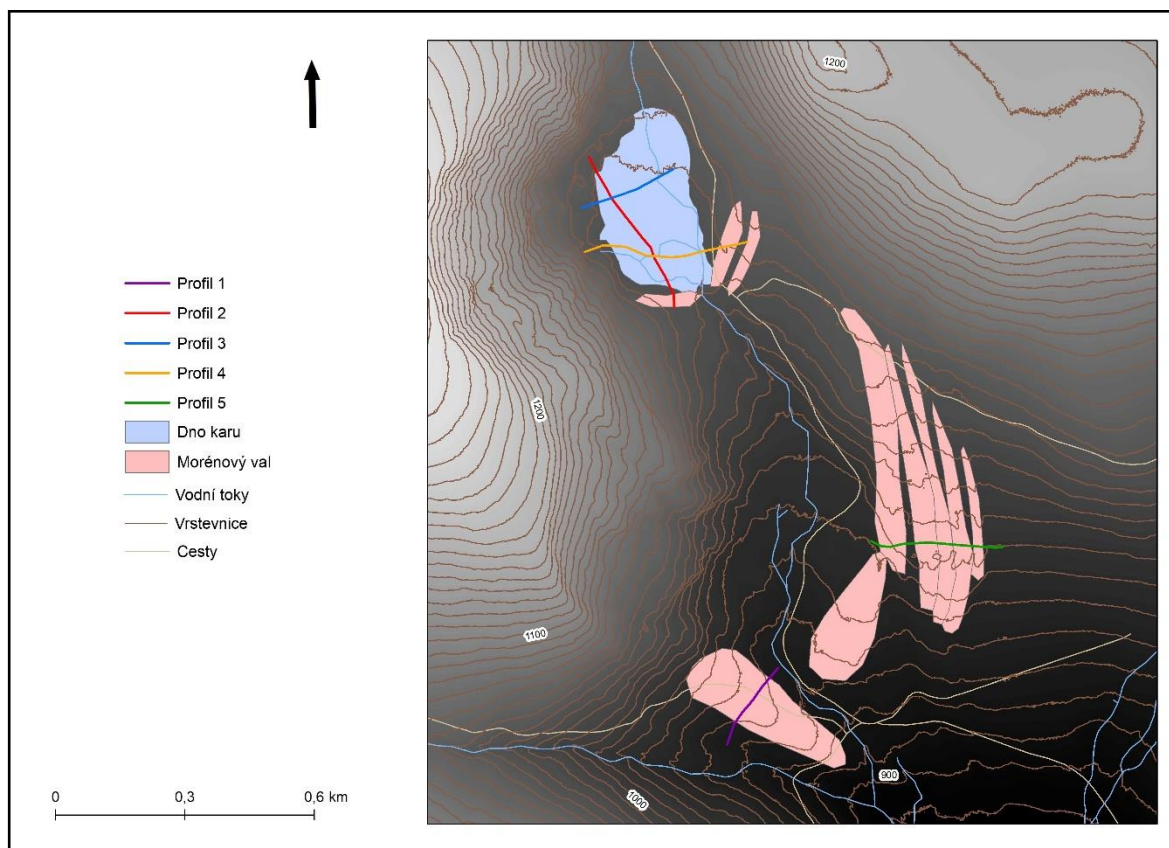 1200
Profil 1
Profil 2
Profil 3
Profil 4
Profil 5
Dno karu
Morénový val
Vodní toky
Vrstevnice
Cesty
1200
1100
900
1000
0
0,3
0,6 km